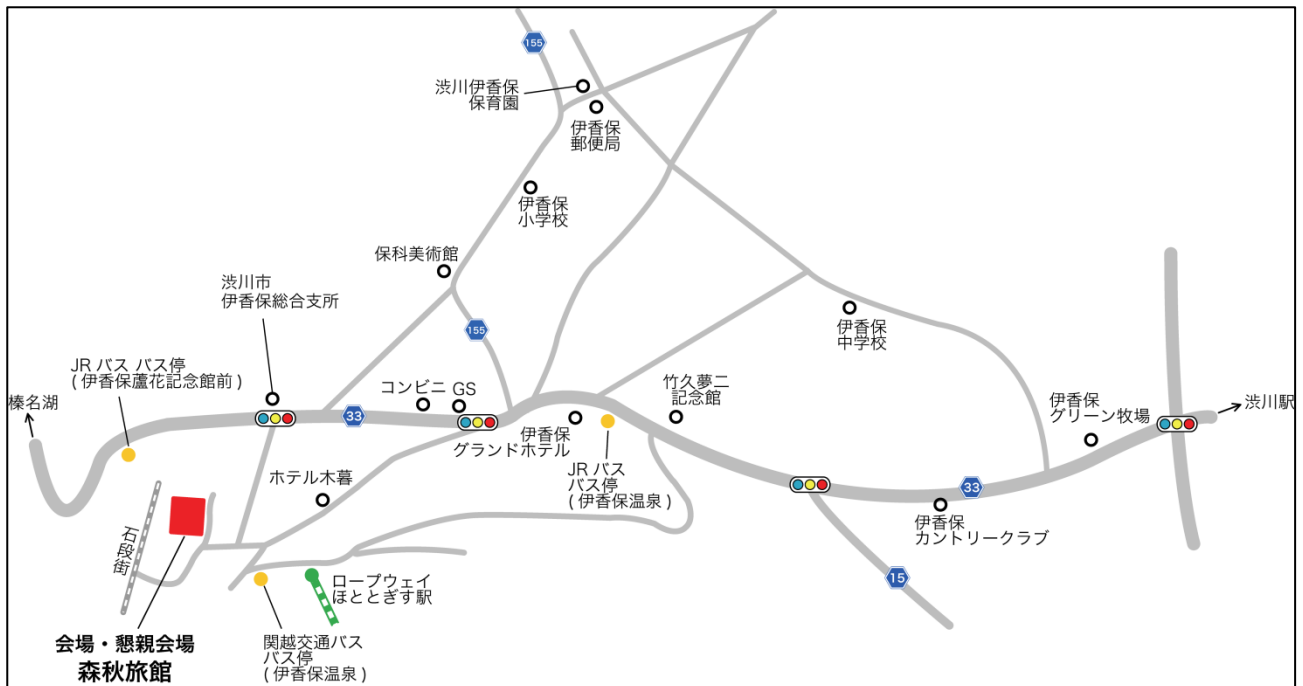 155
渋川伊香保
保育園
伊香保
郵便局
伊香保
小学校
保科美術館
渋川市
伊香保総合支所
155
伊香保
中学校
JR バス バス停
( 伊香保蘆花記念館前 )
榛名湖
33
コンビニ
GS
竹久夢二
記念館
伊香保
グリーン牧場
渋川駅
伊香保
グランドホテル
JR バス
バス停
( 伊香保温泉 )
ホテル木暮
33
伊香保
カントリークラブ
石段街
15
ロープウェイ
ほととぎす駅
会場・懇親会場
森秋旅館
関越交通バス
バス停
( 伊香保温泉 )